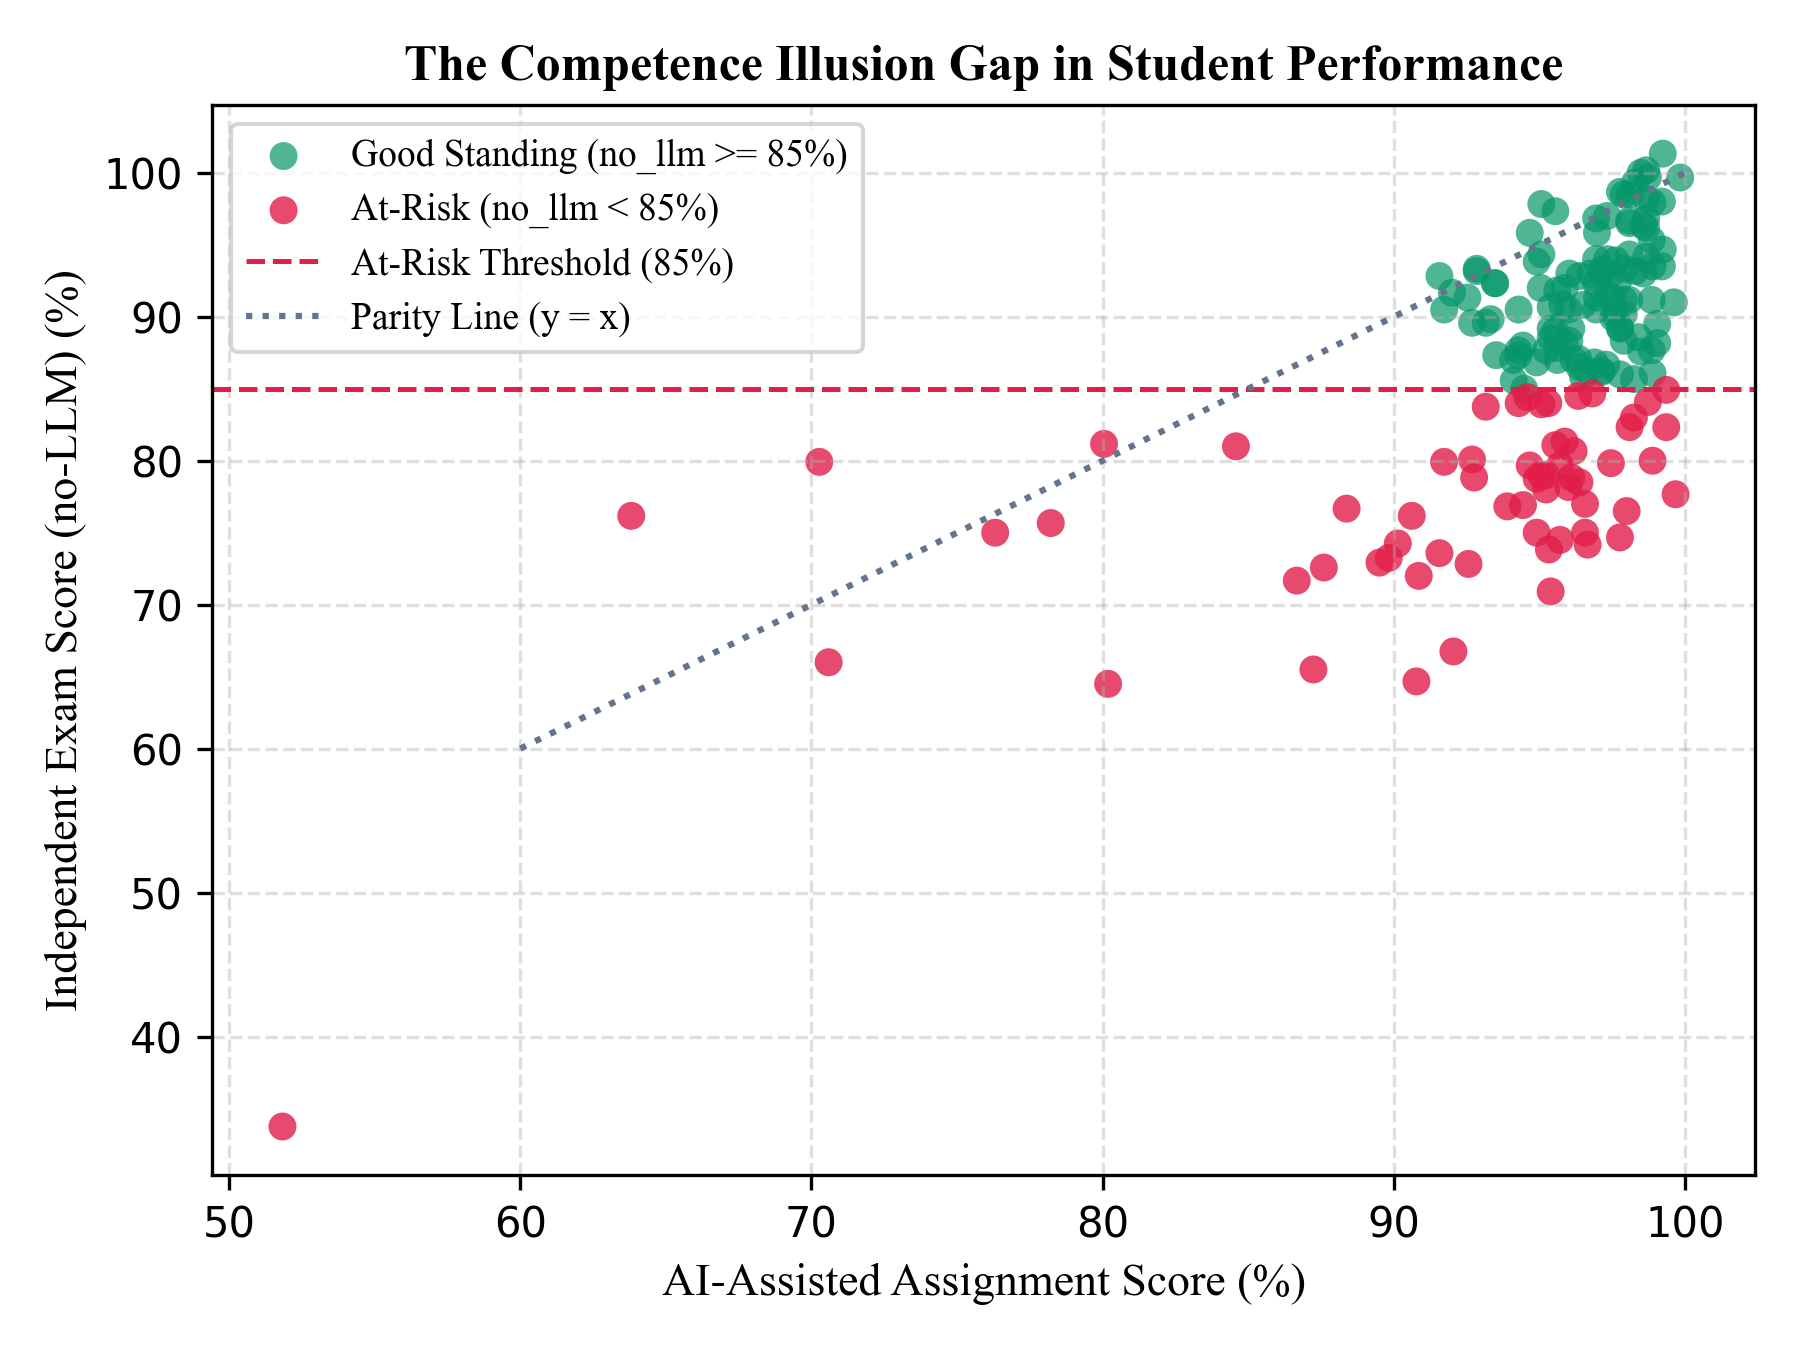 The Competence Illusion Gap in Student Performance
Good Standing (no_llm >= 85%)
At-Risk (no_llm < 85%)
At-Risk Threshold (85%)
Parity Line (y = x)
Independent Exam Score (no-LLM) (%)
100
90
80
70
60
50
40
50 60 70 80 90 100
AI-Assisted Assignment Score (%)